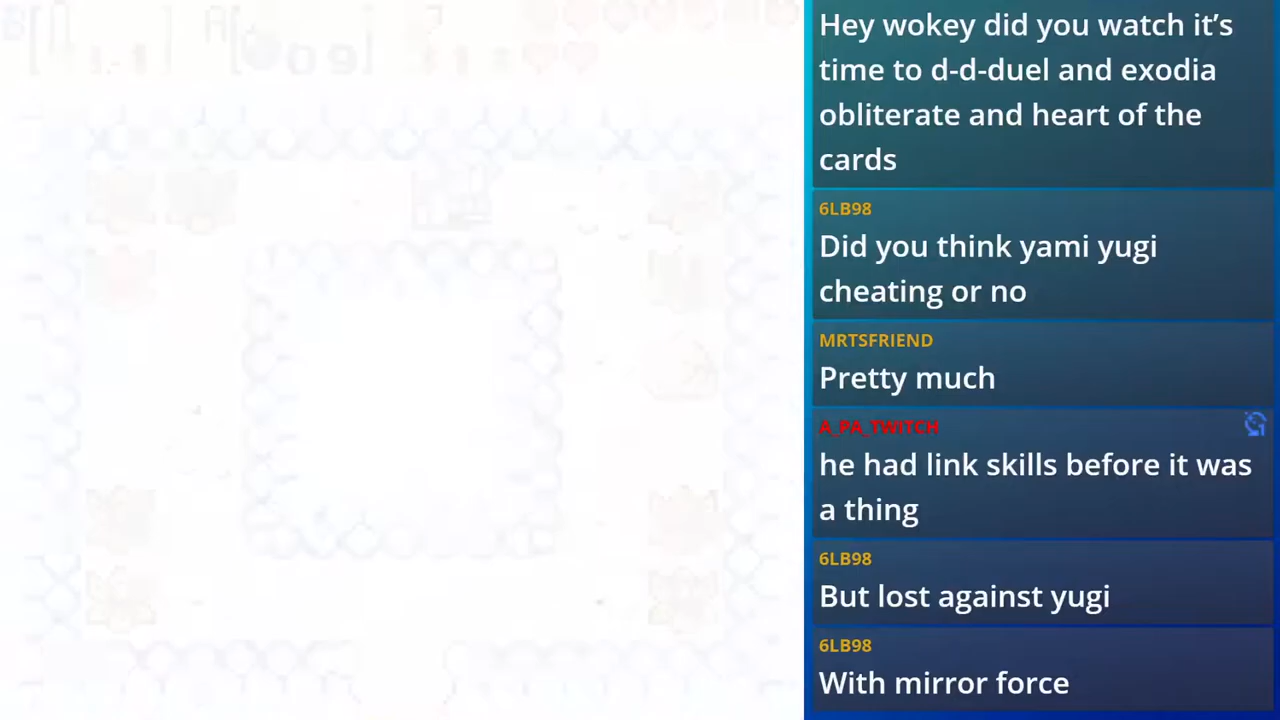 B[ L-1 ] A[ 09 ]
Hey wokey did you watch it's
time to d-d-duel and exodia
obliterate and heart of the
cards
6LB98
Did you think yami yugi
cheating or no
MRTSFRIEND
Pretty much
A_PA_TWITCH
he had link skills before it was
a thing
6LB98
But lost against yugi
6LB98
With mirror force